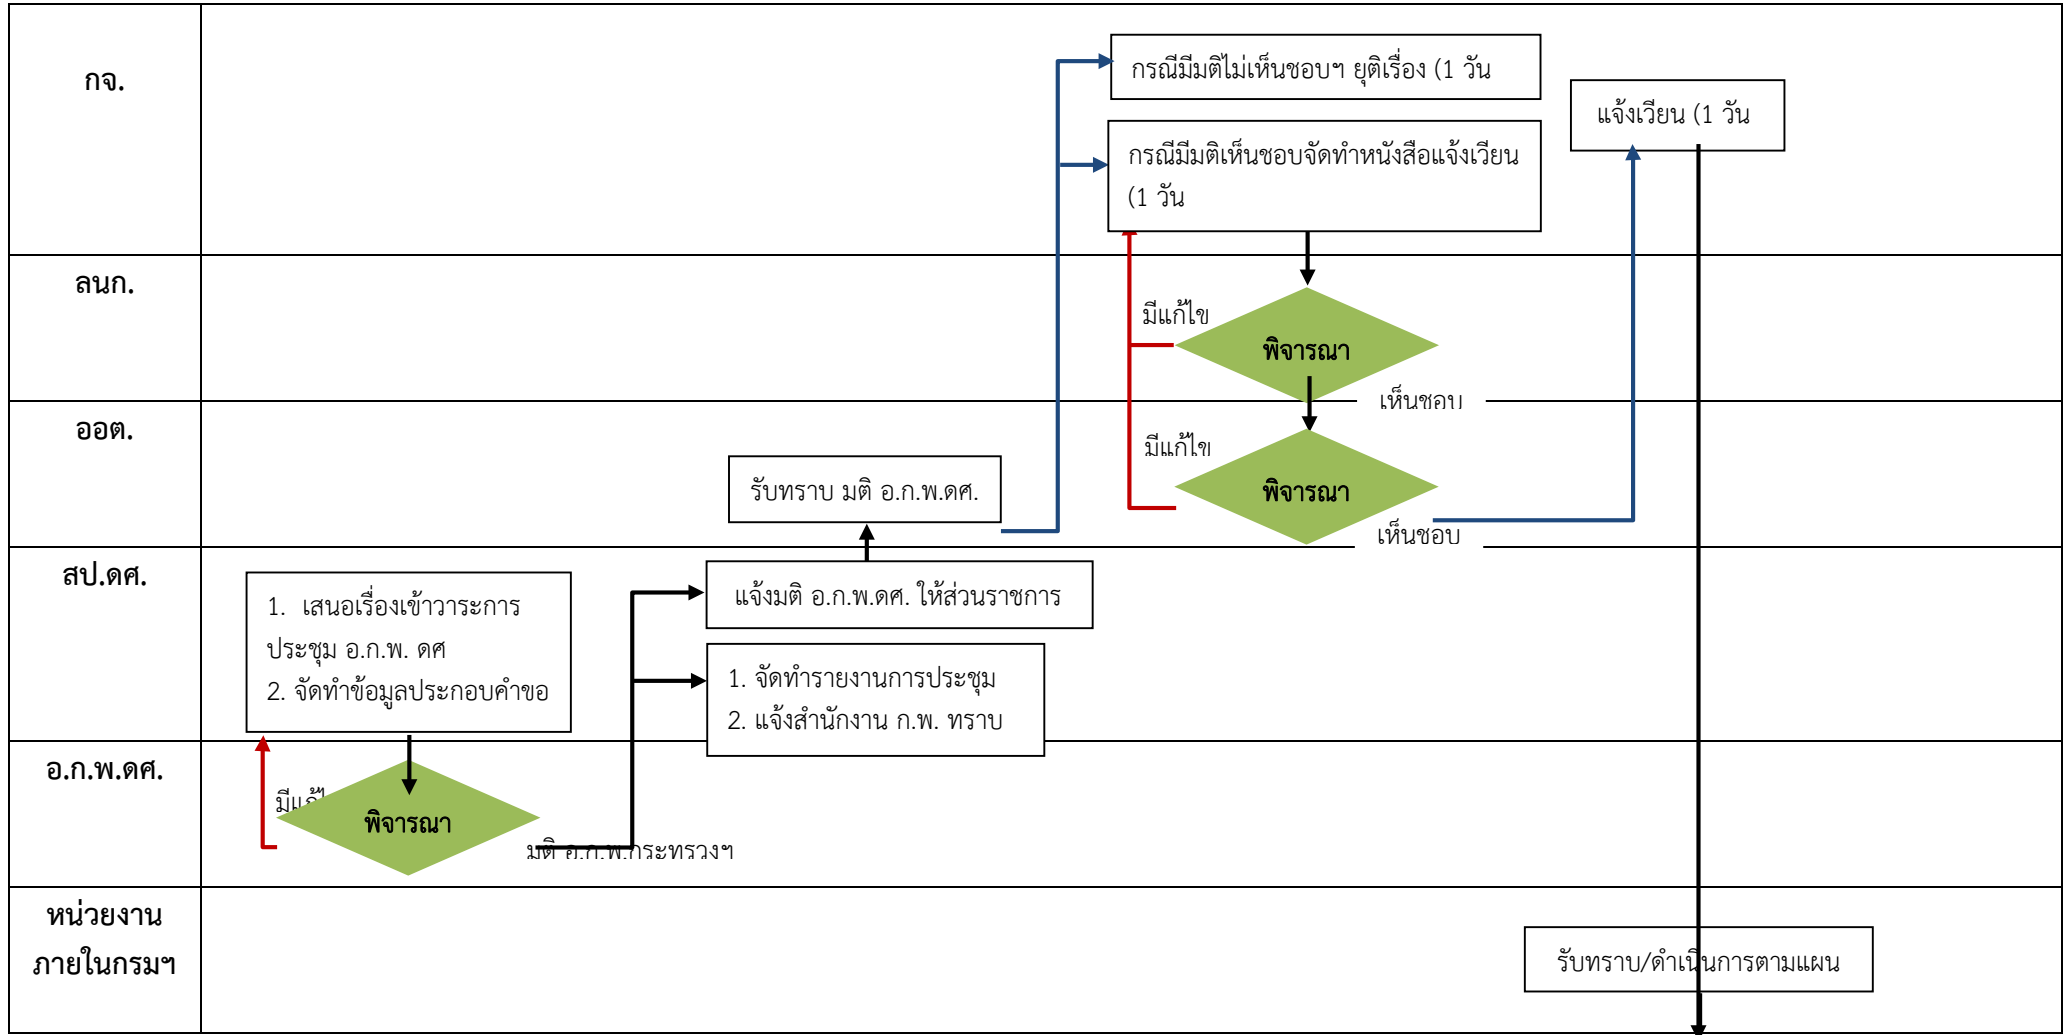 กจ.
กรณีมีมติไม่เห็นชอบฯ ยุติเรื่อง (1 วัน
แจ้งเวียน (1 วัน
กรณีมีมติเห็นชอบจัดทำหนังสือแจ้งเวียน
(1 วัน
ลนก.
มีแก้ไข
พิจารณา
เห็นชอบ
ออต.
มีแก้ไข
รับทราบ มติ อ.ก.พ.ดศ.
พิจารณา
เห็นชอบ
สป.ดศ.
1. เสนอเรื่องเข้าวาระการ
ประชุม อ.ก.พ. ดศ
2. จัดทำข้อมูลประกอบคำขอ
แจ้งมติ อ.ก.พ.ดศ. ให้ส่วนราชการ
1. จัดทำรายงานการประชุม
2. แจ้งสำนักงาน ก.พ. ทราบ
อ.ก.พ.ดศ.
พิจารณา
มติ อ.ก.พ.กระทรวงฯ
หน่วยงาน
ภายในกรมฯ
รับทราบ/ดำเนินการตามแผน